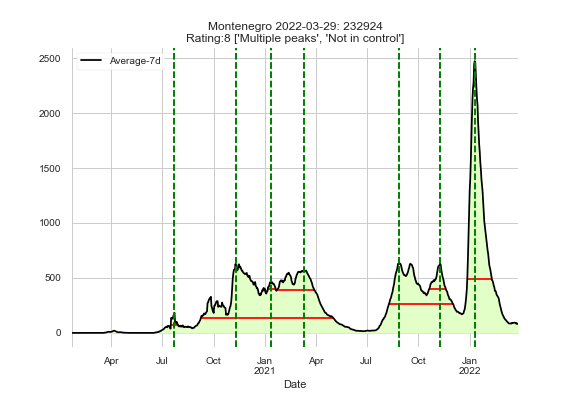 Montenegro 2022-03-29: 232924
Rating:8 ['Multiple peaks', 'Not in control']
Average-7d
2500
2000
1500
1000
500
0
Apr Jul Oct Jan Apr Jul Oct Jan
2021 2022
Date